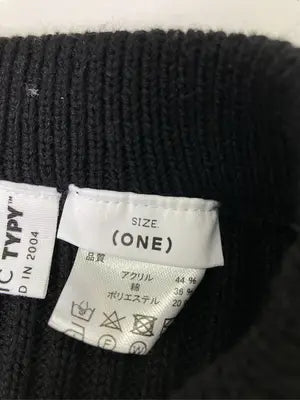 C TYPY™
D IN 2004
SIZE
(ONE)
品質
アクリル 44%
綿 36%
ポリエステル 20